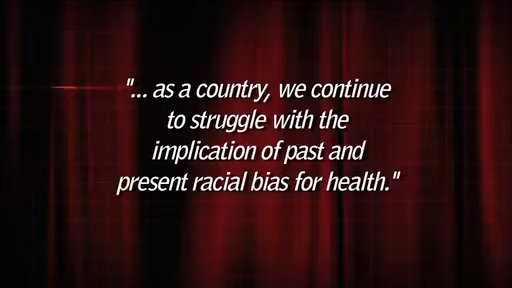 "... as a country, we continue
to struggle with the
implication of past and
present racial bias for health."